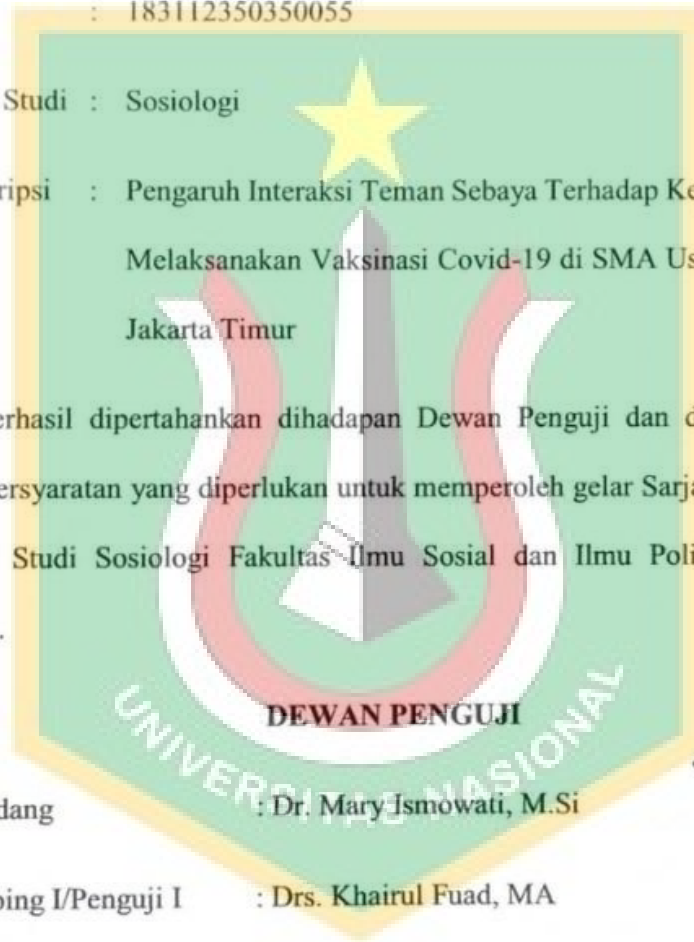 : 183112350350055
Studi : Sosiologi
ripsi : Pengaruh Interaksi Teman Sebaya Terhadap Ke
Melaksanakan Vaksinasi Covid-19 di SMA Us
Jakarta Timur
erhasil dipertahankan dihadapan Dewan Penguji dan d
ersyaratan yang diperlukan untuk memperoleh gelar Sarja
Studi Sosiologi Fakultas Ilmu Sosial dan Ilmu Poli
.
DEWAN PENGUJI
UNIVERSITAS NASIONAL
dang : Dr. Mary Ismowati, M.Si
bing I/Penguji I : Drs. Khairul Fuad, MA